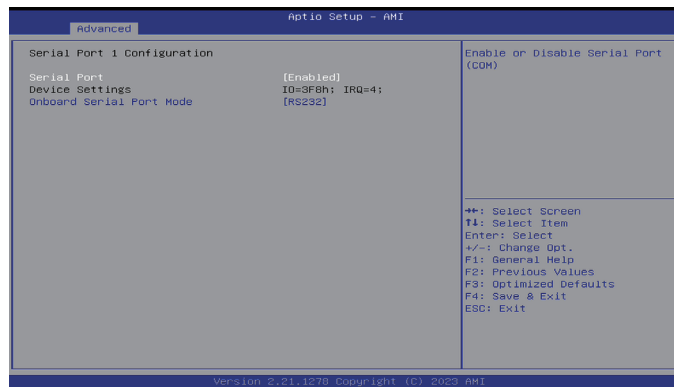 Aptio Setup – AMI
Advanced
Serial Port 1 Configuration
Serial Port [Enabled]
Device Settings IO=3F8h; IRQ=4;
Onboard Serial Port Mode [RS232]
Enable or Disable Serial Port
(COM)
→←: Select Screen
↑↓: Select Item
Enter: Select
+/-: Change Opt.
F1: General Help
F2: Previous Values
F3: Optimized Defaults
F4: Save & Exit
ESC: Exit
Version 2.21.1278 Copyright (C) 2023 AMI